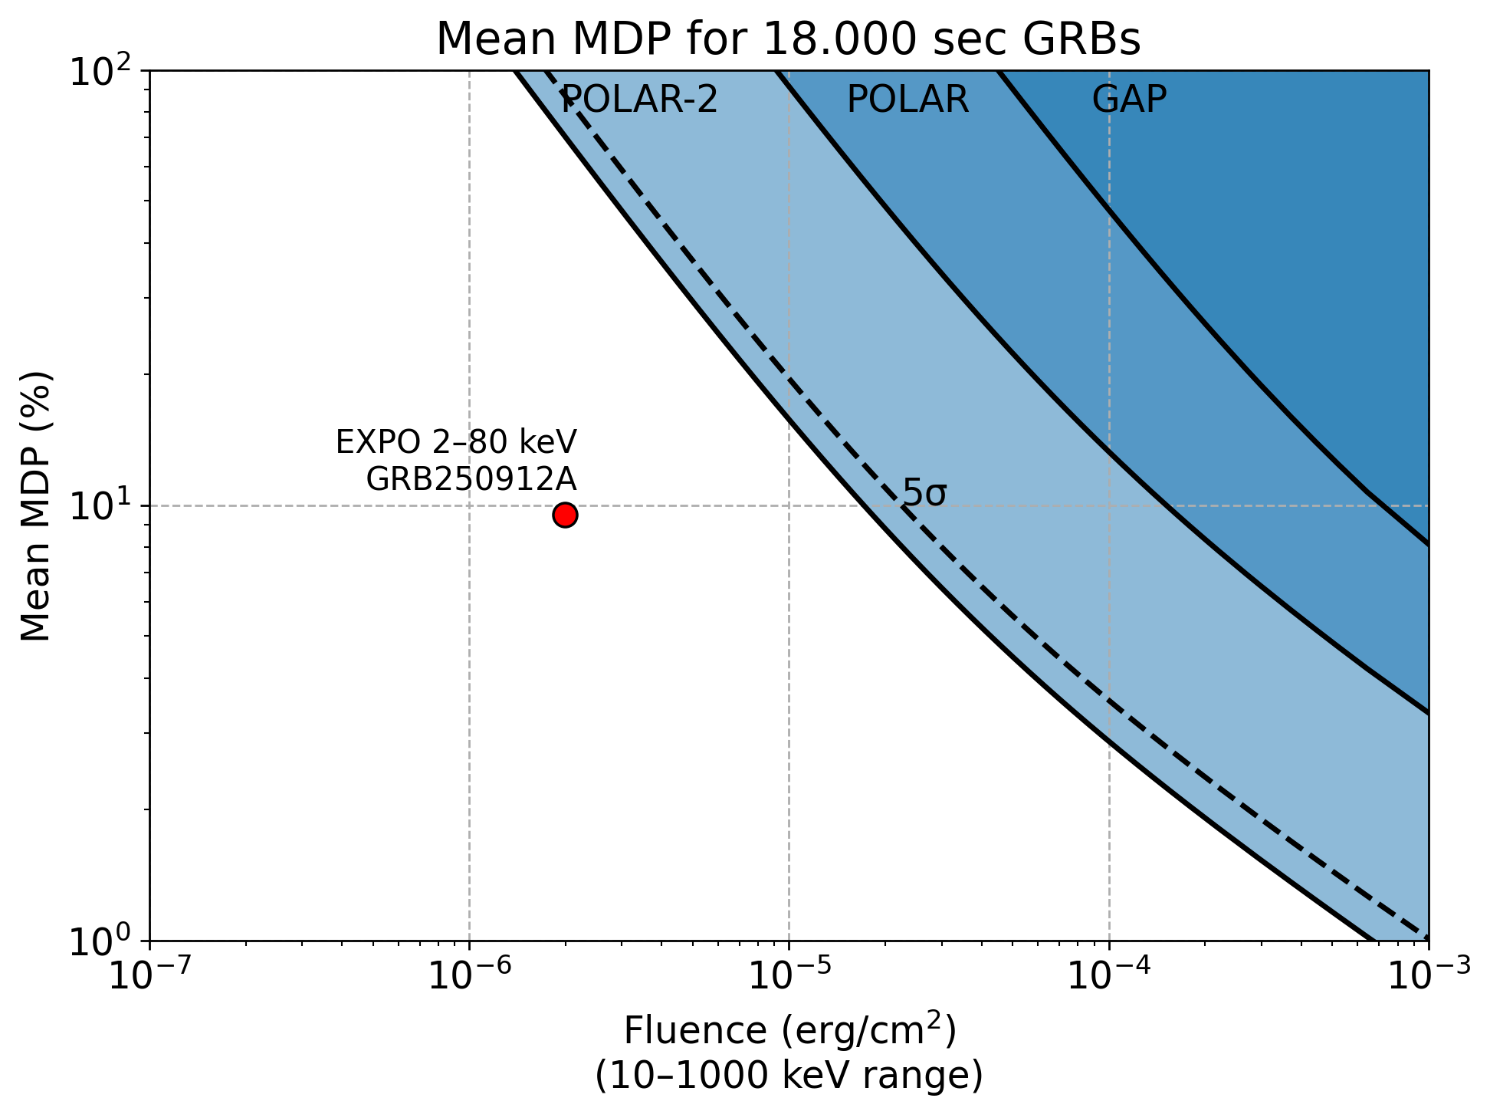 Mean MDP for 18.000 sec GRBs
10²
POLAR-2
POLAR
GAP
Mean MDP (%)
EXPO 2–80 keV
GRB250912A
5σ
10¹
10⁰
10⁻⁷ 10⁻⁶ 10⁻⁵ 10⁻⁴ 10⁻³
Fluence (erg/cm²)
(10–1000 keV range)